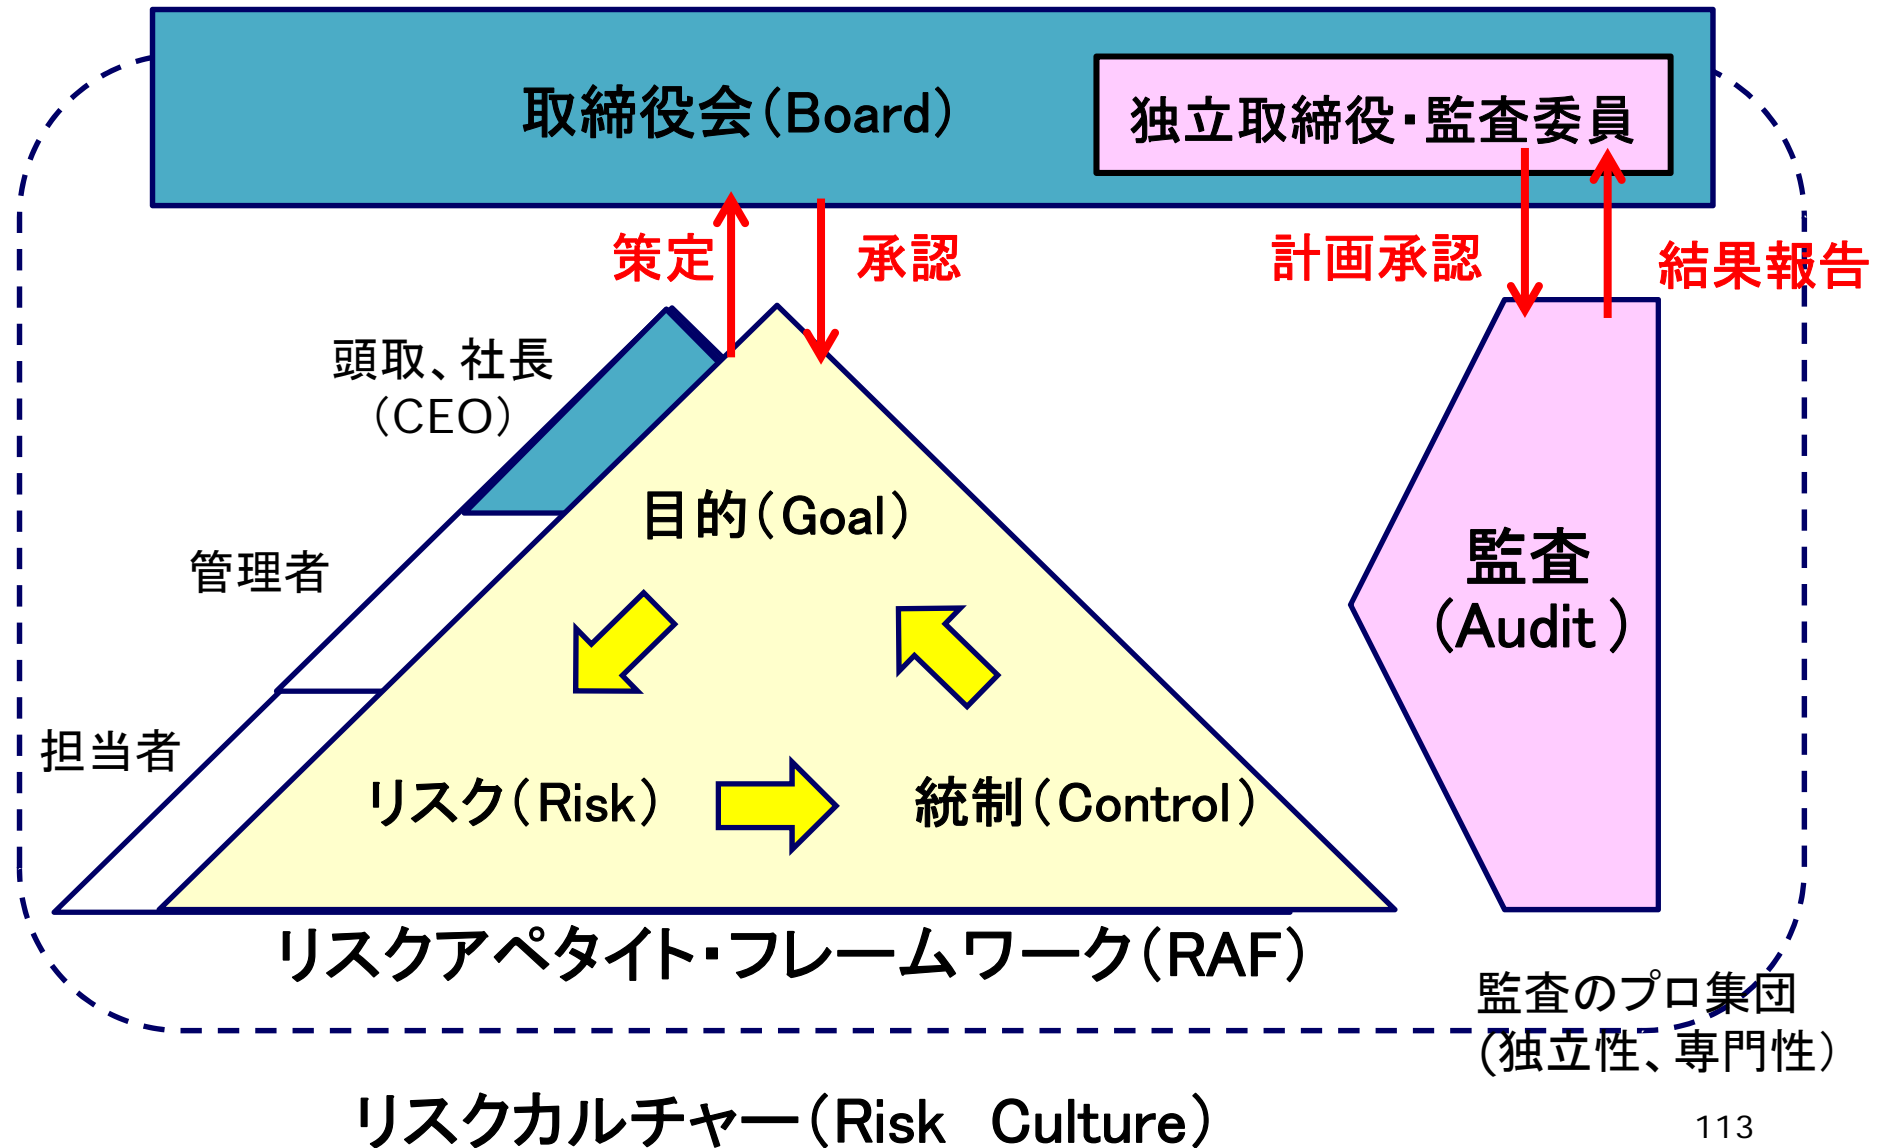 取締役会(Board)
独立取締役・監査委員
策定
承認
計画承認
結果報告
頭取、社長
(CEO)
目的(Goal)
管理者
監査
(Audit )
担当者
リスク(Risk)
統制(Control)
リスクアペタイト・フレームワーク(RAF)
監査のプロ集団
(独立性、専門性)
リスクカルチャー(Risk Culture)
113